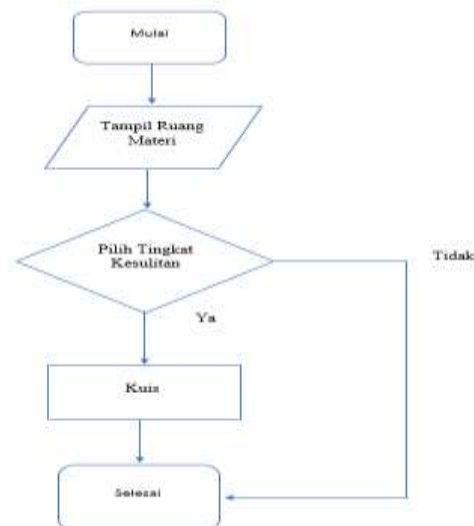 Mulai
Tampil Ruang
Materi
Pilih Tingkat
Kesulitan
Tidak
Ya
Kuis
Selesai